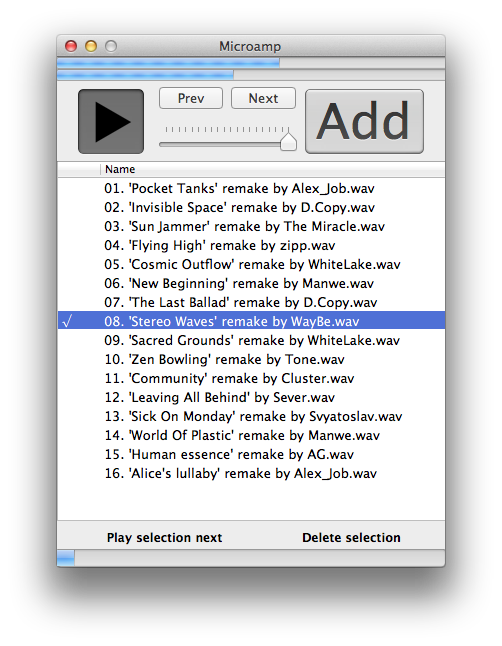 Microamp
Prev Next Add
Name
01. 'Pocket Tanks' remake by Alex_Job.wav
02. 'Invisible Space' remake by D.Copy.wav
03. 'Sun Jammer' remake by The Miracle.wav
04. 'Flying High' remake by zipp.wav
05. 'Cosmic Outflow' remake by WhiteLake.wav
06. 'New Beginning' remake by Manwe.wav
07. 'The Last Ballad' remake by D.Copy.wav
√ 08. 'Stereo Waves' remake by WayBe.wav
09. 'Sacred Grounds' remake by WhiteLake.wav
10. 'Zen Bowling' remake by Tone.wav
11. 'Community' remake by Cluster.wav
12. 'Leaving All Behind' by Sever.wav
13. 'Sick On Monday' remake by Svyatoslav.wav
14. 'World Of Plastic' remake by Manwe.wav
15. 'Human essence' remake by AG.wav
16. 'Alice's lullaby' remake by Alex_Job.wav
Play selection next Delete selection